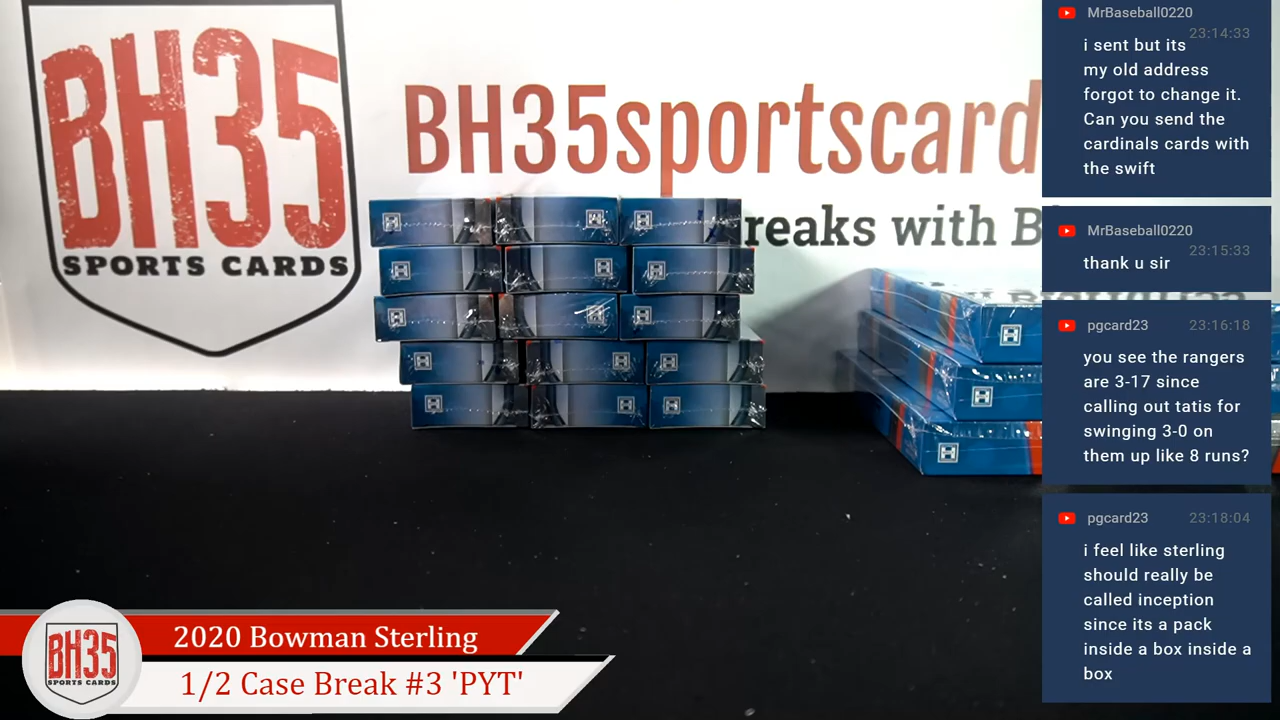 BH35
SPORTS CARDS
BH35sportscard
reaks with B
2020 Bowman Sterling
1/2 Case Break #3 'PYT'
BH35
SPORTS CARDS
MrBaseball0220
23:14:33
i sent but its
my old address
forgot to change it.
Can you send the
cardinals cards with
the swift
MrBaseball0220
23:15:33
thank u sir
pgcard23 23:16:18
you see the rangers
are 3-17 since
calling out tatis for
swinging 3-0 on
them up like 8 runs?
pgcard23 23:18:04
i feel like sterling
should really be
called inception
since its a pack
inside a box inside a
box